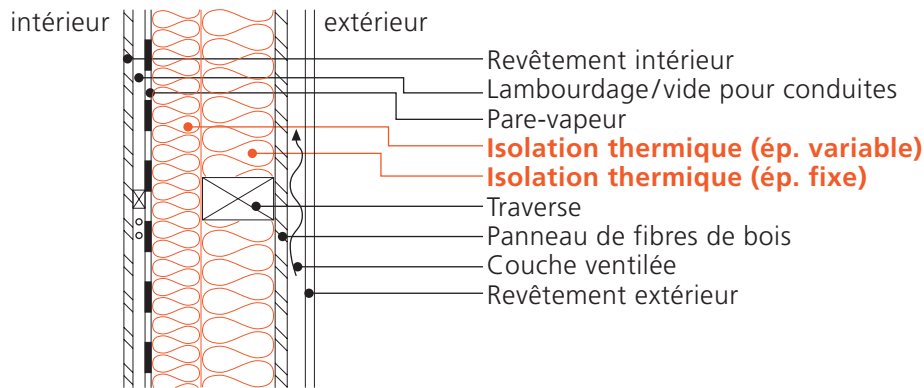 intérieur
extérieur
Revêtement intérieur
Lambourdage/vide pour conduites
Pare-vapeur
Isolation thermique (ép. variable)
Isolation thermique (ép. fixe)
Traverse
Panneau de fibres de bois
Couche ventilée
Revêtement extérieur